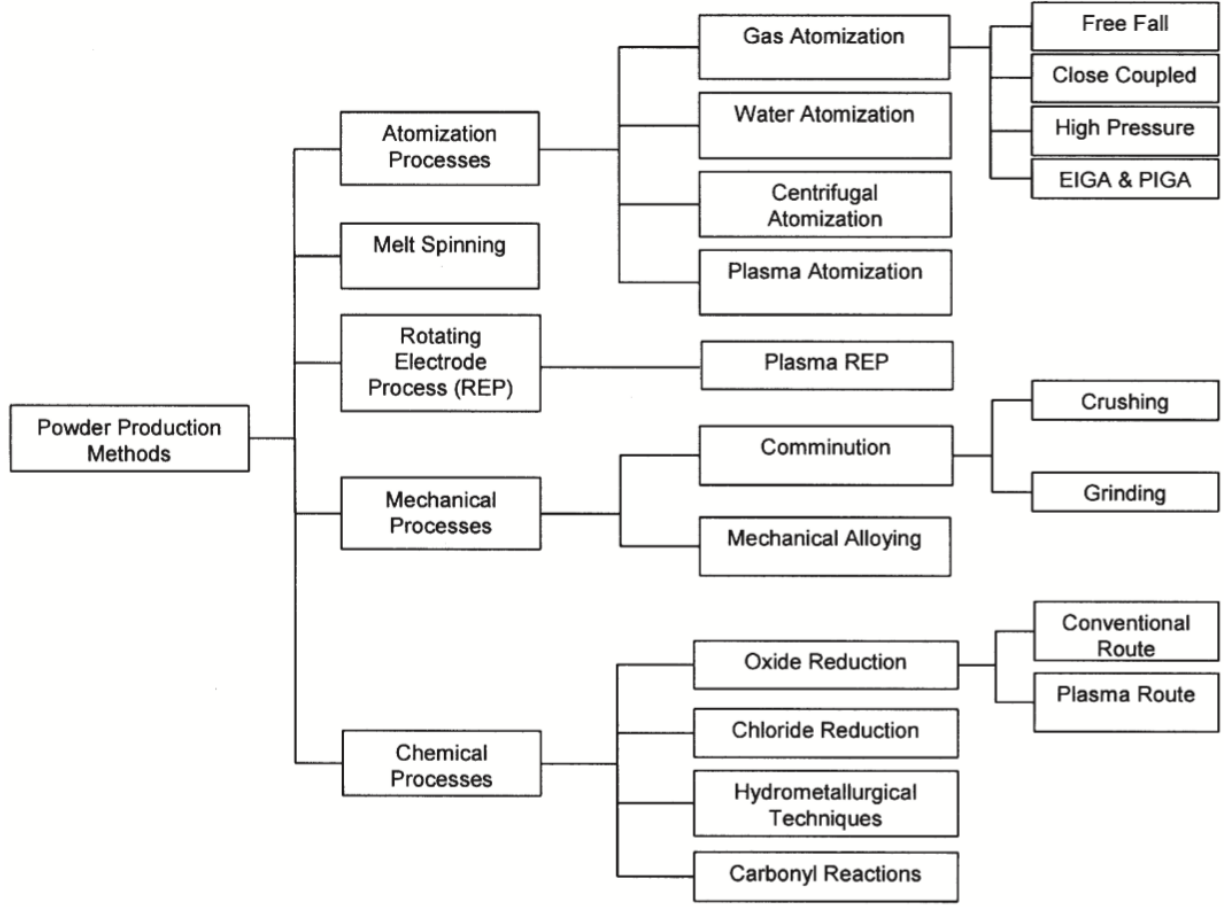 Powder Production
Methods
Atomization
Processes
Melt Spinning
Rotating
Electrode
Process (REP)
Mechanical
Processes
Chemical
Processes
Gas Atomization
Water Atomization
Centrifugal
Atomization
Plasma Atomization
Plasma REP
Comminution
Mechanical Alloying
Oxide Reduction
Chloride Reduction
Hydrometallurgical
Techniques
Carbonyl Reactions
Free Fall
Close Coupled
High Pressure
EIGA & PIGA
Crushing
Grinding
Conventional
Route
Plasma Route